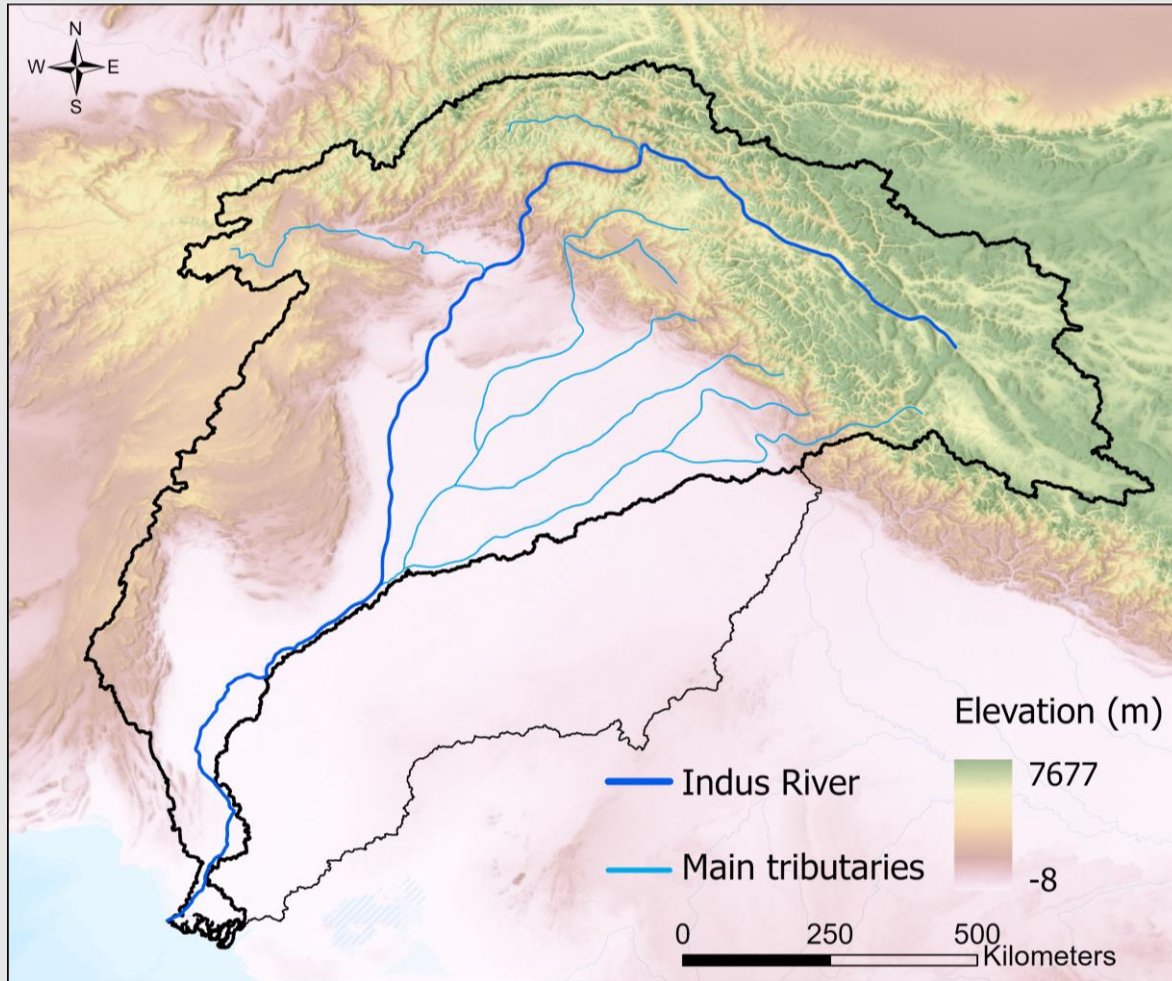 N
W E
S
Elevation (m)
7677
-8
Indus River
Main tributaries
0 250 500
Kilometers